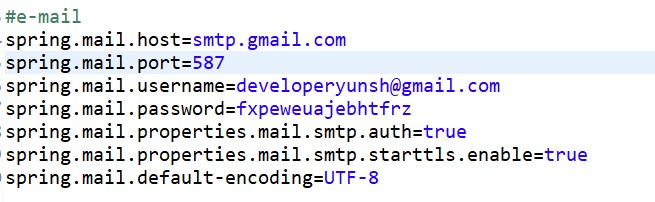 #e-mail
spring.mail.host=smtp.gmail.com
spring.mail.port=587
spring.mail.username=developeryunsh@gmail.com
spring.mail.password=fxpeweuajebhtfrz
spring.mail.properties.mail.smtp.auth=true
spring.mail.properties.mail.smtp.starttls.enable=true
spring.mail.default-encoding=UTF-8